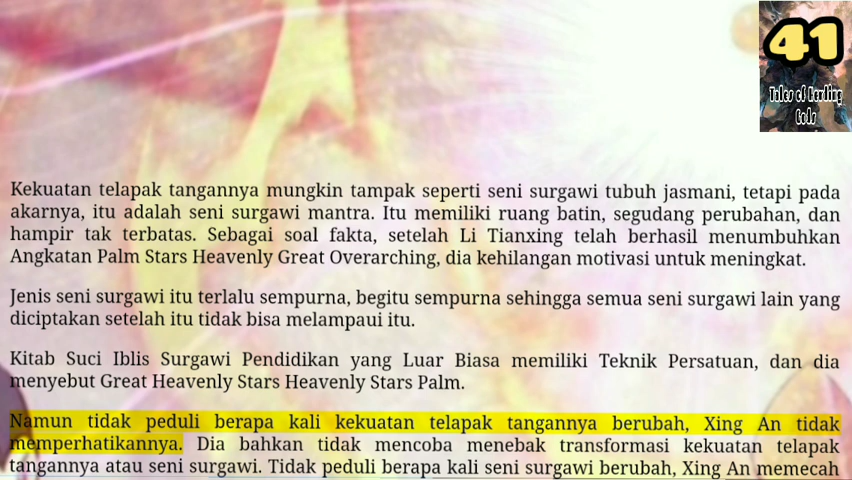 41
Tales of Herding
Gods
Kekuatan telapak tangannya mungkin tampak seperti seni surgawi tubuh jasmani, tetapi pada
akarnya, itu adalah seni surgawi mantra. Itu memiliki ruang batin, segudang perubahan, dan
hampir tak terbatas. Sebagai soal fakta, setelah Li Tianxing telah berhasil menumbuhkan
Angkatan Palm Stars Heavenly Great Overarching, dia kehilangan motivasi untuk meningkat.
Jenis seni surgawi itu terlalu sempurna, begitu sempurna sehingga semua seni surgawi lain yang
diciptakan setelah itu tidak bisa melampaui itu.
Kitab Suci Iblis Surgawi Pendidikan yang Luar Biasa memiliki Teknik Persatuan, dan dia
menyebut Great Heavenly Stars Heavenly Stars Palm.
Namun tidak peduli berapa kali kekuatan telapak tangannya berubah, Xing An tidak
memperhatikannya. Dia bahkan tidak mencoba menebak transformasi kekuatan telapak
tangannya atau seni surgawi. Tidak peduli berapa kali seni surgawi berubah, Xing An memecah